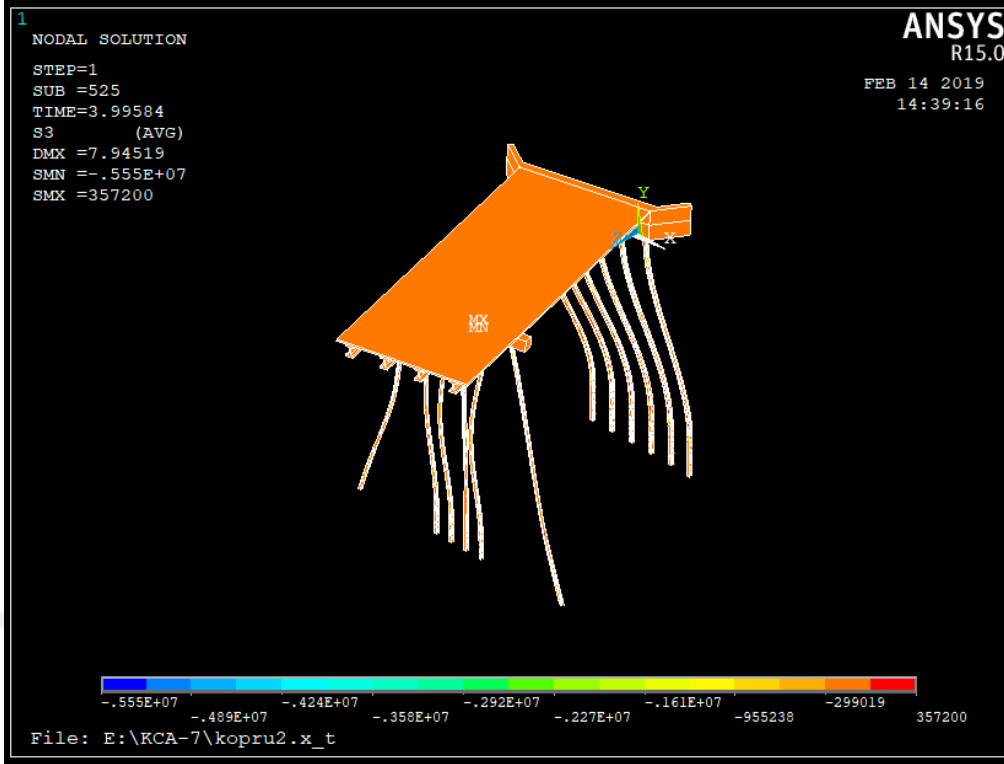 1
NODAL SOLUTION
STEP=1
SUB =525
TIME=3.99584
S3 (AVG)
DMX =7.94519
SMN =-.555E+07
SMX =357200
ANSYS
R15.0
FEB 14 2019
14:39:16
Y
Z X
MX
MN
-.555E+07 -.424E+07 -.292E+07 -.161E+07 -299019
-.489E+07 -.358E+07 -.227E+07 -955238 357200
File: E:\KCA-7\kopru2.x_t